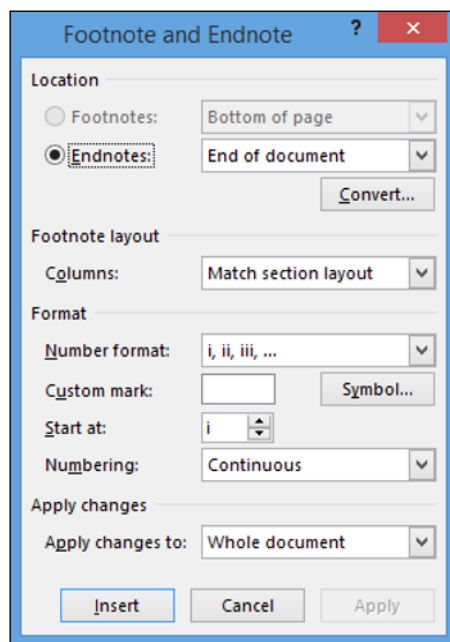 Footnote and Endnote ?
Location
Footnotes: Bottom of page
Endnotes: End of document
Convert...
Footnote layout
Columns: Match section layout
Format
Number format: i, ii, iii, ...
Custom mark: Symbol...
Start at: i
Numbering: Continuous
Apply changes
Apply changes to: Whole document
Insert Cancel Apply